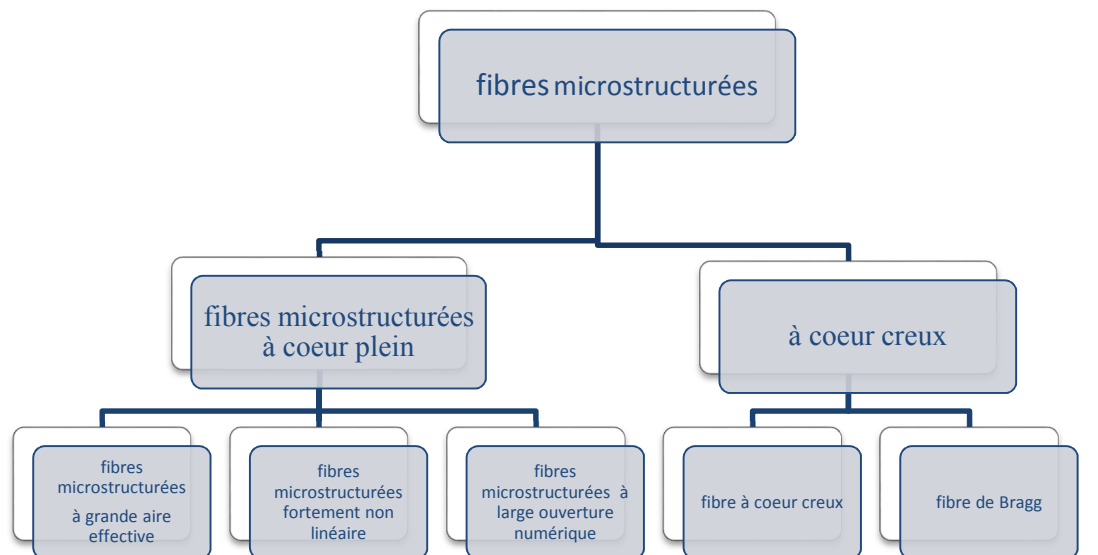 fibres microstructurées
fibres microstructurées
à coeur plein
à coeur creux
fibres
microstructurées
à grande aire
effective
fibres
microstructurées
fortement non
linéaire
fibres
microstructurées à
large ouverture
numérique
fibre à coeur creux
fibre de Bragg